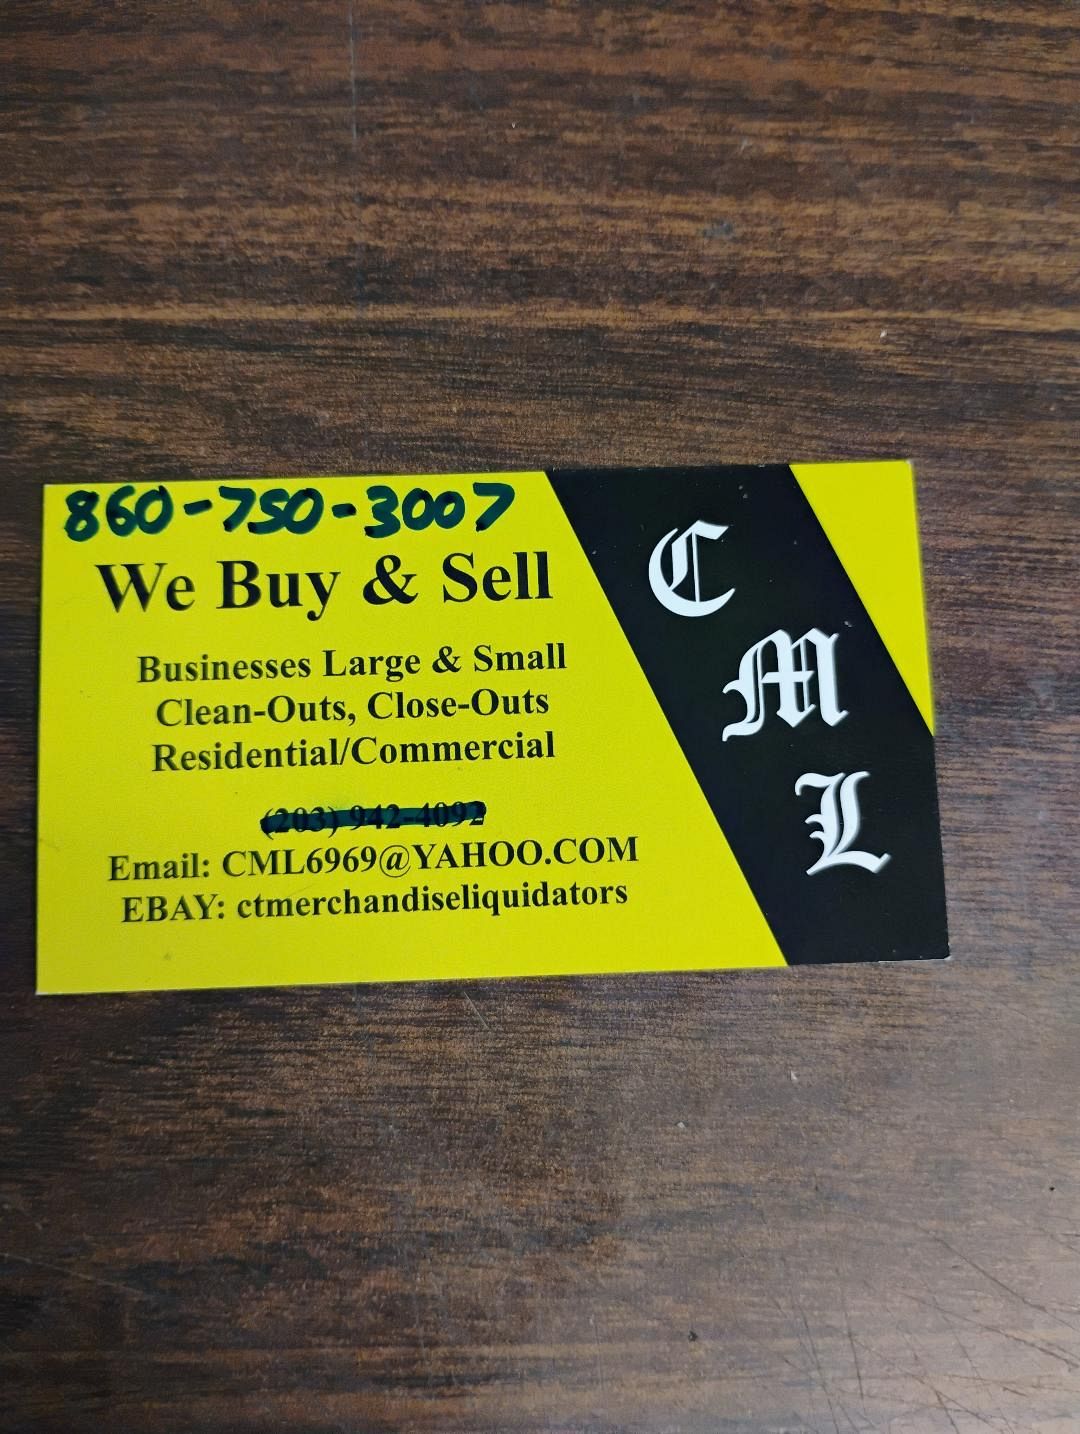 860-750-3007
We Buy & Sell
Businesses Large & Small
Clean-Outs, Close-Outs
Residential/Commercial
(203) 942-4092
Email: CML6969@YAHOO.COM
EBAY: ctmerchandiseliquidators
C
M
L